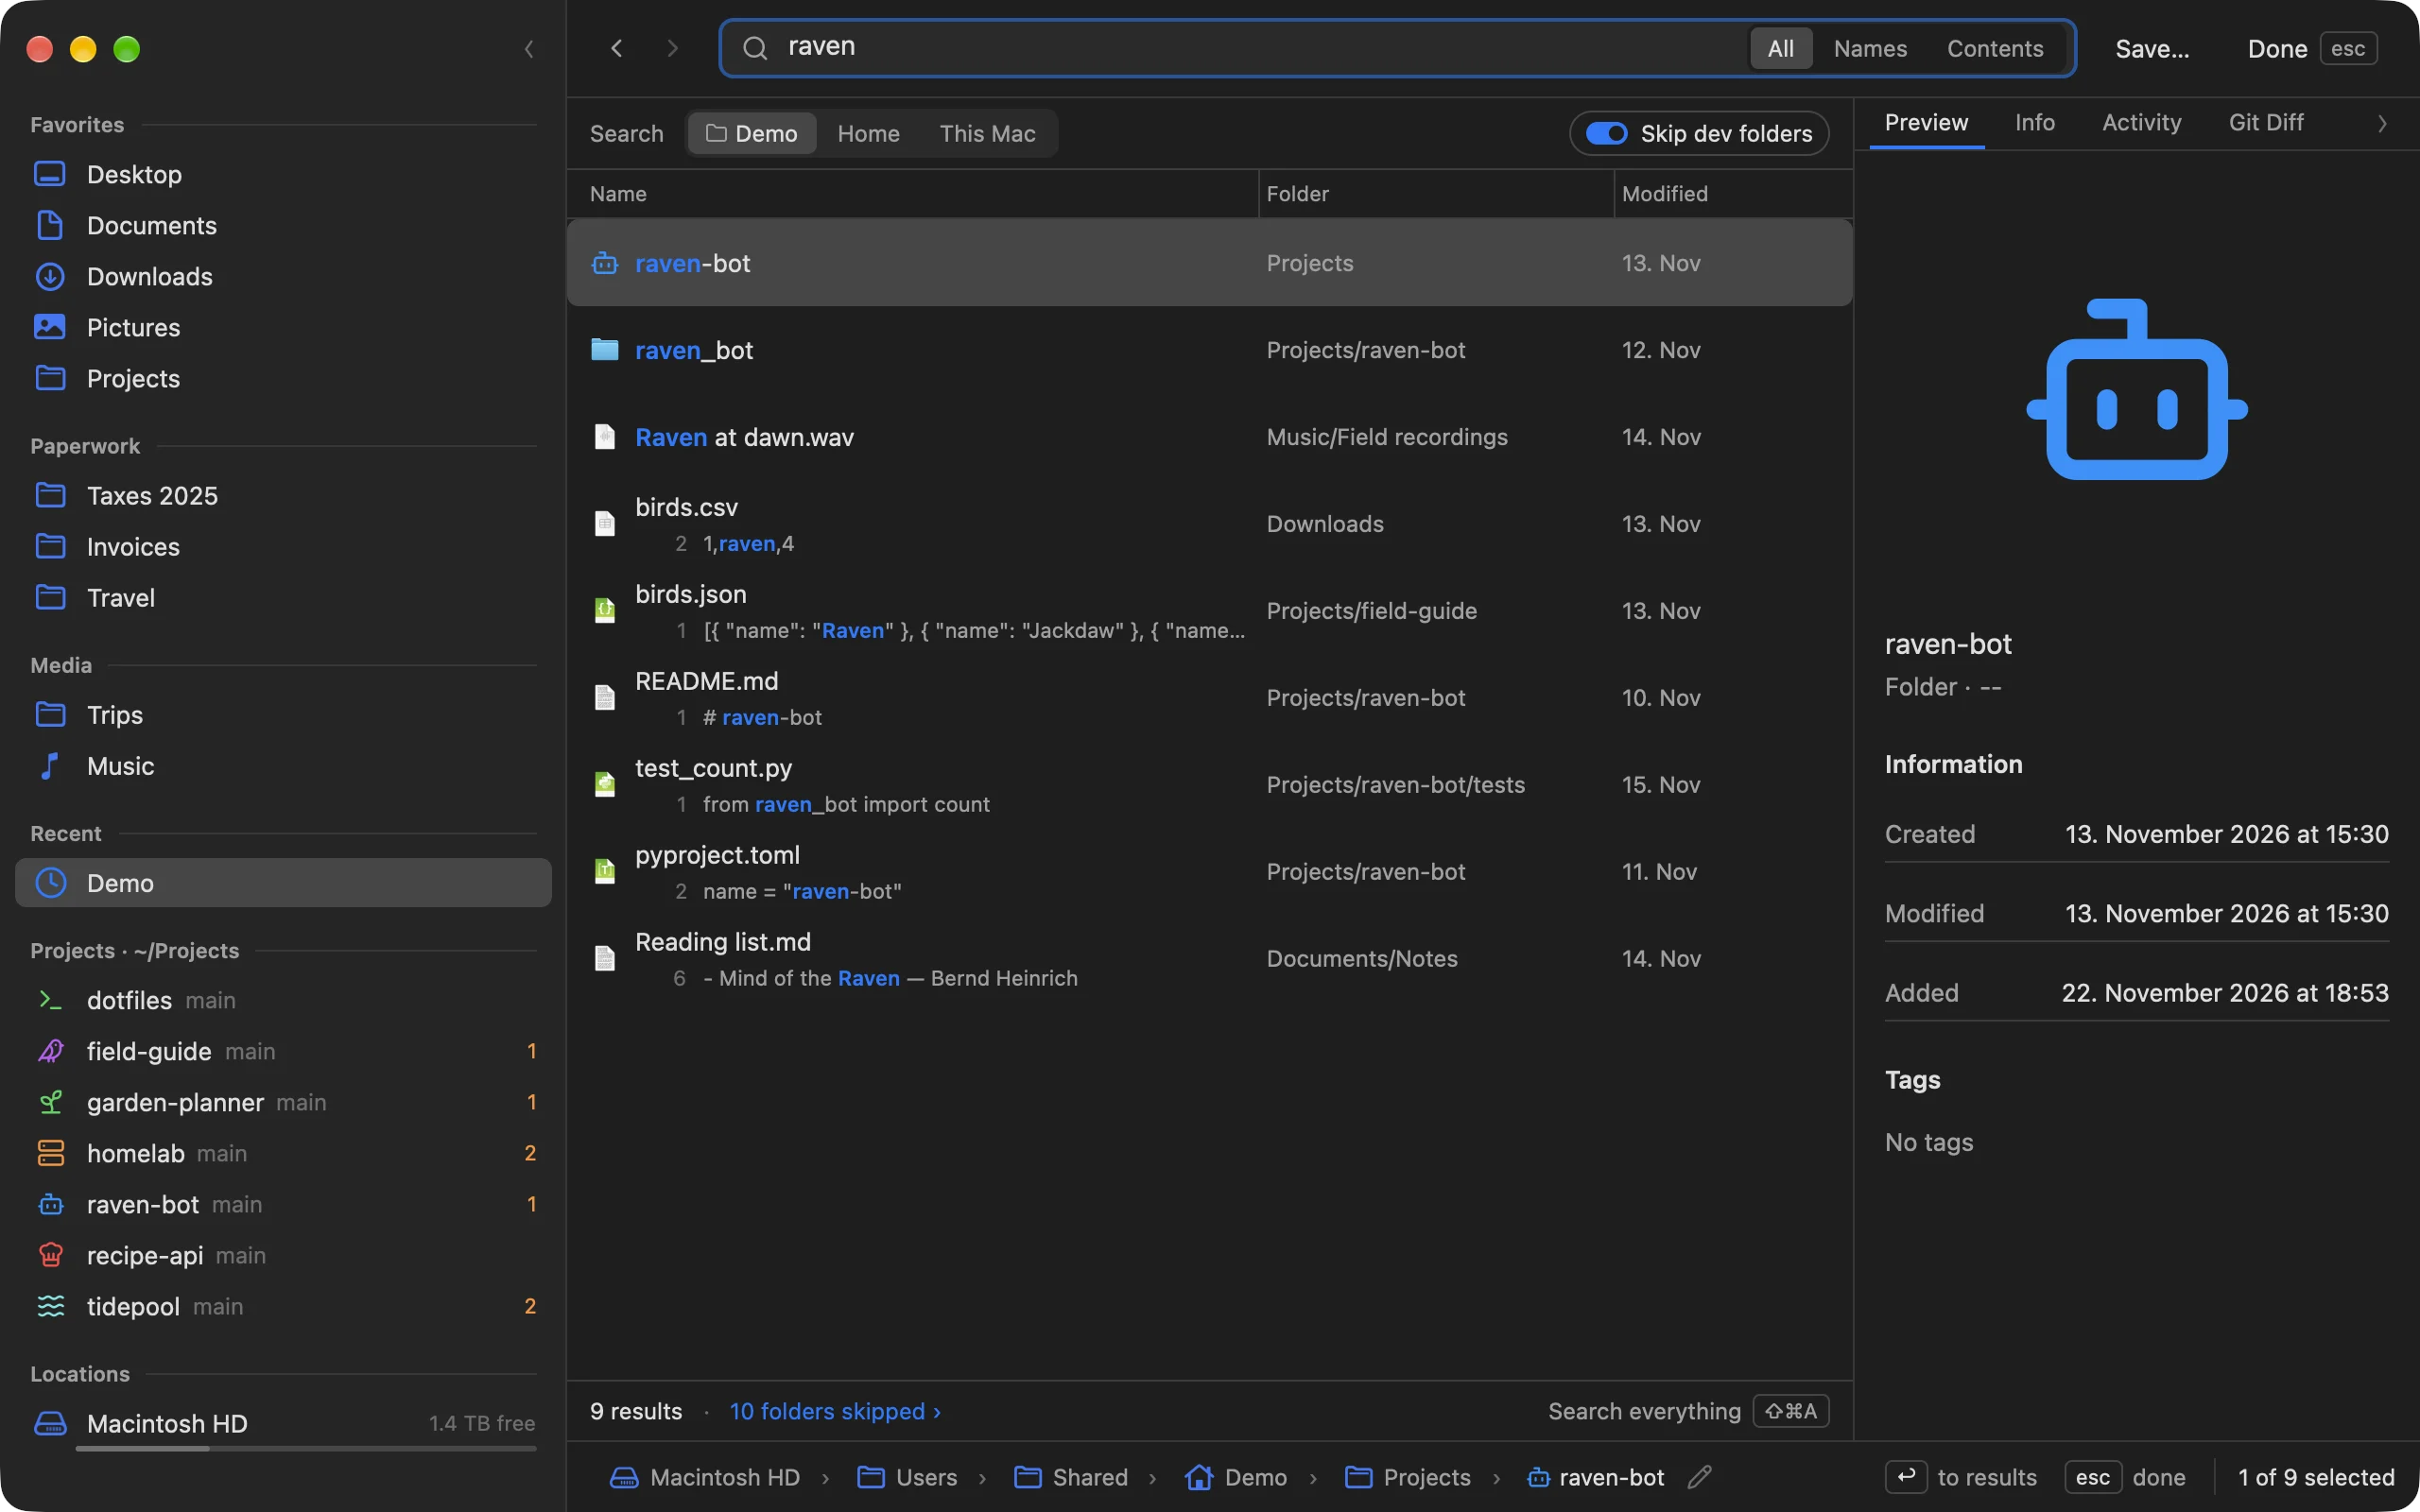 Favorites
Desktop
Documents
Downloads
Pictures
Projects
Paperwork
Taxes 2025
Invoices
Travel
Media
Trips
Music
Recent
Demo
Projects · ~/Projects
dotfiles main
field-guide main 1
garden-planner main 1
homelab main 2
raven-bot main 1
recipe-api main
tidepool main 2
Locations
Macintosh HD 1.4 TB free
raven All Names Contents Save... Done esc
Search Demo Home This Mac Skip dev folders
Name Folder Modified
raven-bot Projects 13. Nov
raven_bot Projects/raven-bot 12. Nov
Raven at dawn.wav Music/Field recordings 14. Nov
birds.csv Downloads 13. Nov
2 1,raven,4
birds.json Projects/field-guide 13. Nov
1 [{ "name": "Raven" }, { "name": "Jackdaw" }, { "name...
README.md Projects/raven-bot 10. Nov
1 # raven-bot
test_count.py Projects/raven-bot/tests 15. Nov
1 from raven_bot import count
pyproject.toml Projects/raven-bot 11. Nov
2 name = "raven-bot"
Reading list.md Documents/Notes 14. Nov
6 - Mind of the Raven — Bernd Heinrich
9 results · 10 folders skipped › Search everything ⇧⌘A
Macintosh HD › Users › Shared › Demo › Projects › raven-bot
Preview Info Activity Git Diff
raven-bot
Folder · --
Information
Created 13. November 2026 at 15:30
Modified 13. November 2026 at 15:30
Added 22. November 2026 at 18:53
Tags
No tags
↩ to results esc done 1 of 9 selected